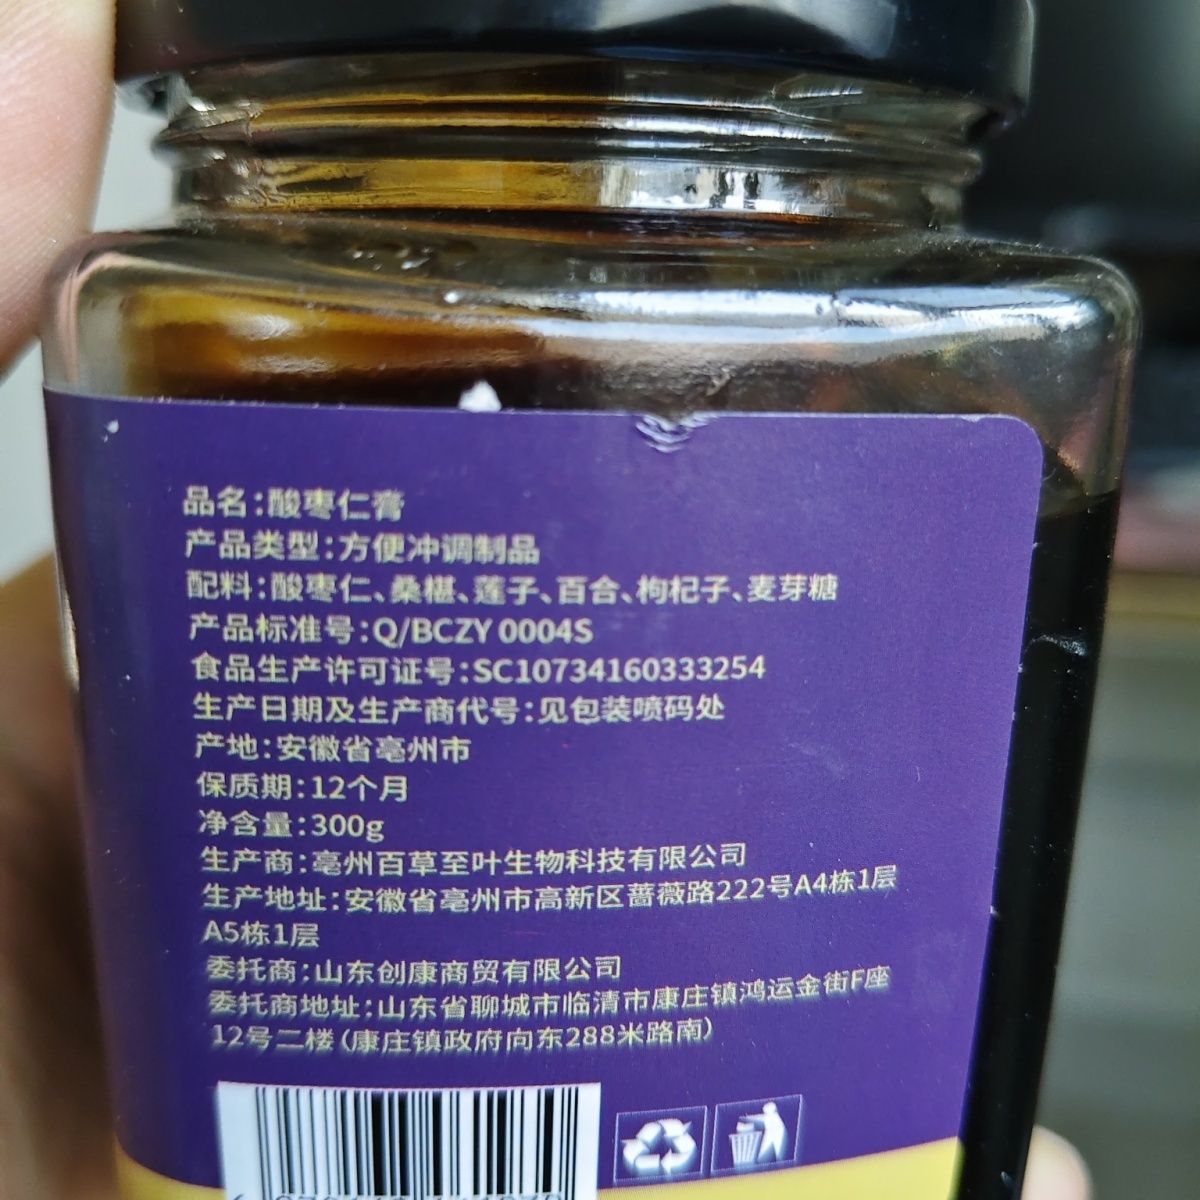 品名:酸枣仁膏
产品类型:方便冲调制品
配料:酸枣仁、桑椹、莲子、百合、枸杞子、麦芽糖
产品标准号:Q/BCZY 0004S
食品生产许可证号:SC10734160333254
生产日期及生产商代号:见包装喷码处
产地:安徽省亳州市
保质期:12个月
净含量:300g
生产商:亳州百草至叶生物科技有限公司
生产地址:安徽省亳州市高新区蔷薇路222号A4栋1层
A5栋1层
委托商:山东创康商贸有限公司
委托商地址:山东省聊城市临清市康庄镇鸿运金街F座
12号二楼(康庄镇政府向东288米路南)